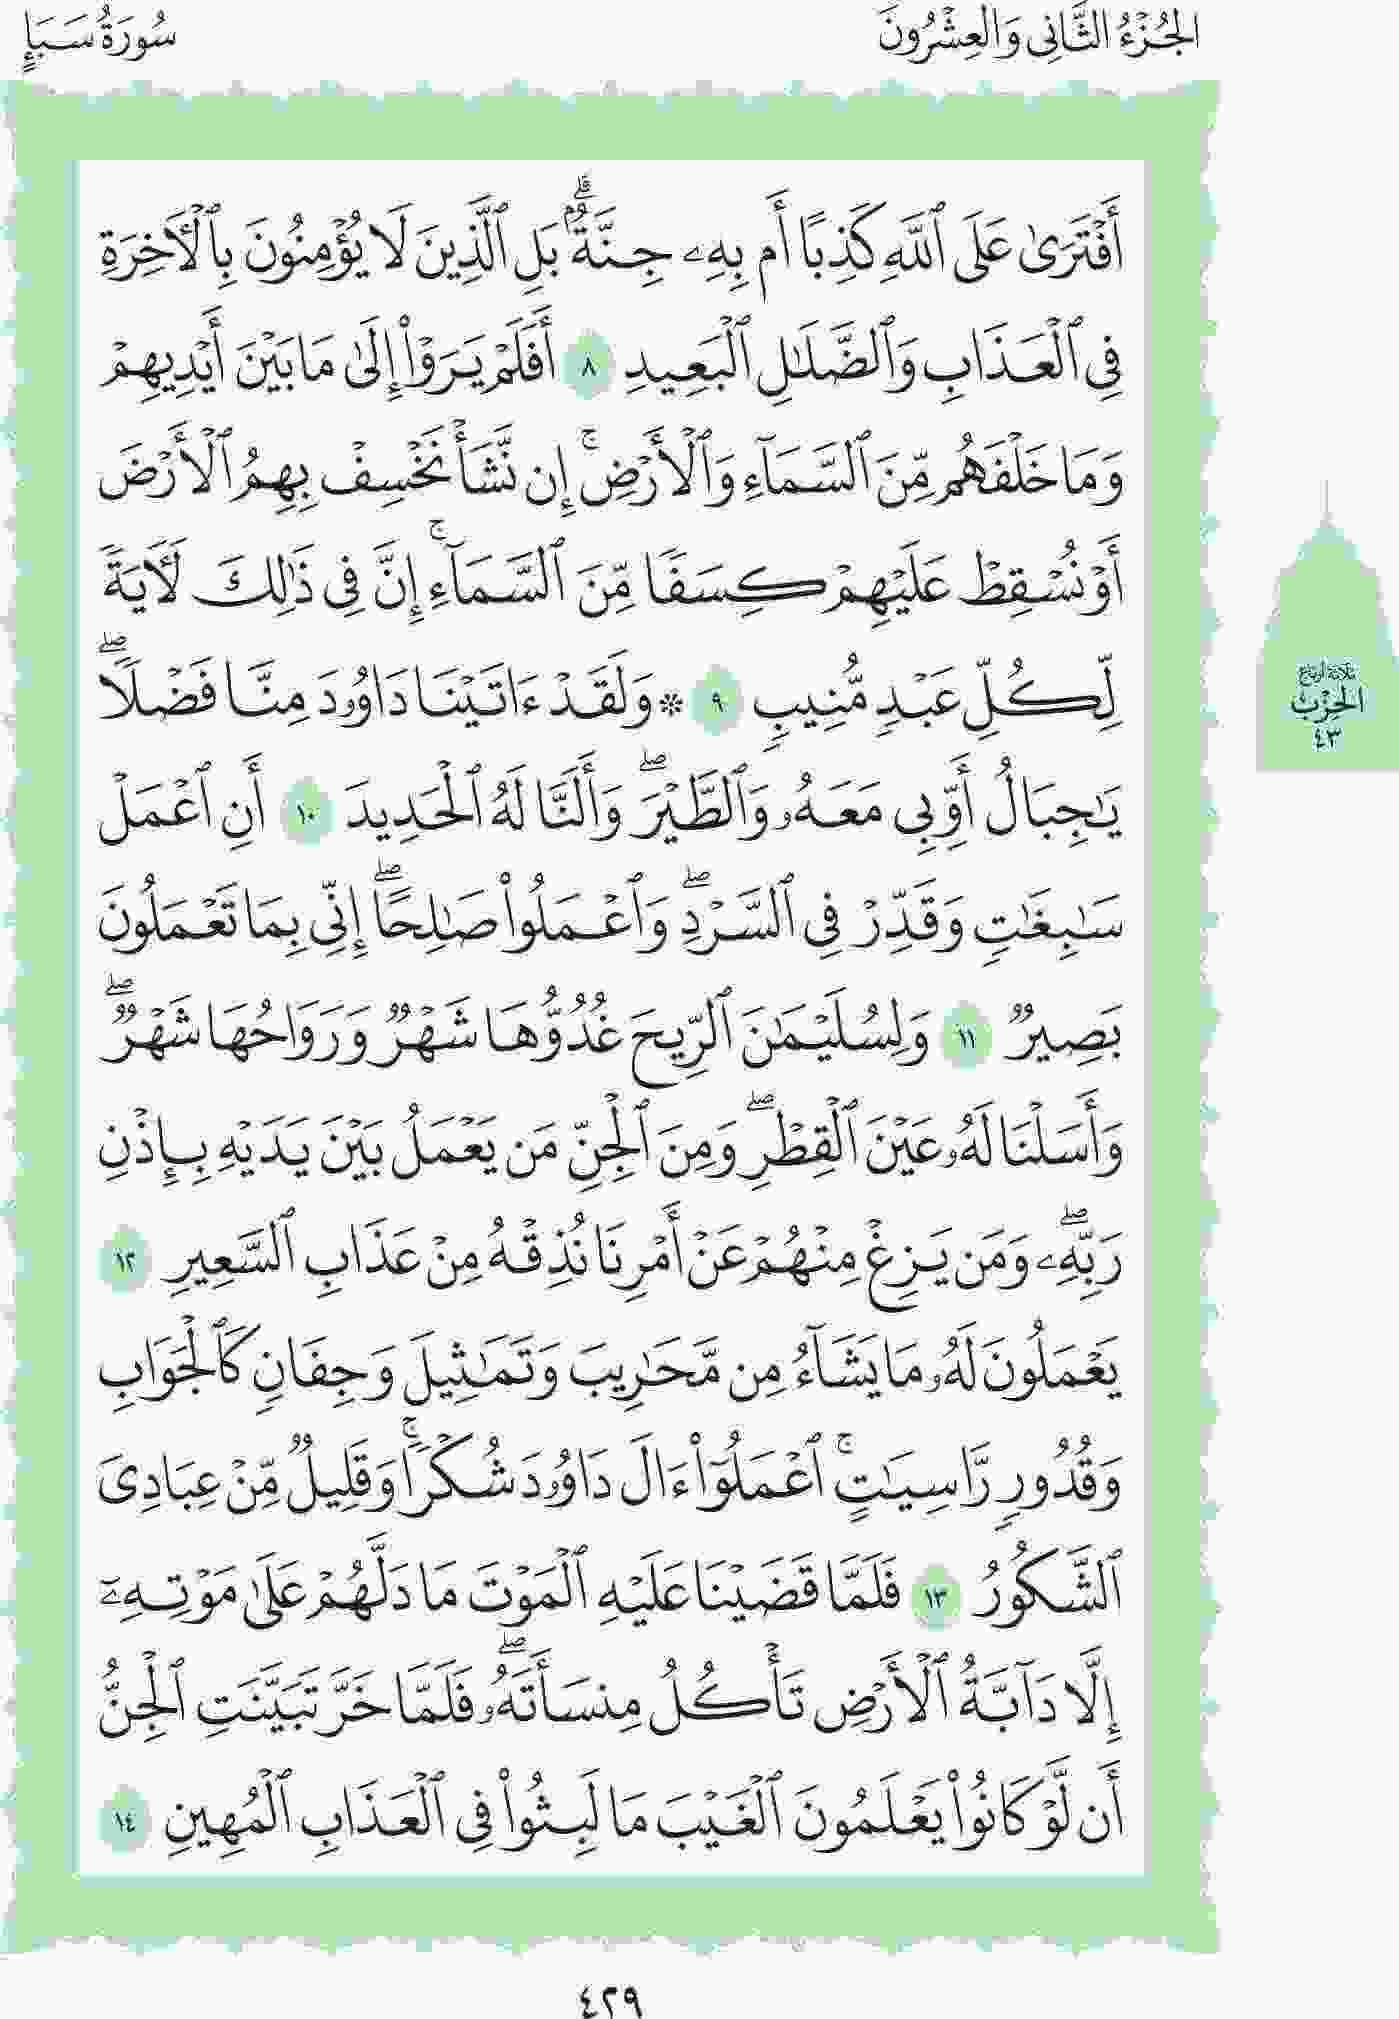 الجُزْءُ الثَّانِي وَالعِشْرُونَ
سُورَةُ سَبَإٍ
أَفْتَرَىٰ عَلَى ٱللَّهِ كَذِبًا أَم بِهِۦ جِنَّةٌۢۗ بَلِ ٱلَّذِينَ لَا يُؤْمِنُونَ بِٱلْـَٔاخِرَةِ
فِى ٱلْعَذَابِ وَٱلضَّلَـٰلِ ٱلْبَعِيدِ ٨ أَفَلَمْ يَرَوْا۟ إِلَىٰ مَا بَيْنَ أَيْدِيهِمْ
وَمَا خَلْفَهُم مِّنَ ٱلسَّمَآءِ وَٱلْأَرْضِۚ إِن نَّشَأْ نَخْسِفْ بِهِمُ ٱلْأَرْضَ
أَوْ نُسْقِطْ عَلَيْهِمْ كِسَفًا مِّنَ ٱلسَّمَآءِۚ إِنَّ فِى ذَٰلِكَ لَـَٔايَةً
لِّكُلِّ عَبْدٍ مُّنِيبٍ ٩ ۞ وَلَقَدْ ءَاتَيْنَا دَاوُۥدَ مِنَّا فَضْلًاۖ
يَـٰجِبَالُ أَوِّبِى مَعَهُۥ وَٱلطَّيْرَۖ وَأَلَنَّا لَهُ ٱلْحَدِيدَ ١٠ أَنِ ٱعْمَلْ
سَـٰبِغَـٰتٍ وَقَدِّرْ فِى ٱلسَّرْدِۖ وَٱعْمَلُوا۟ صَـٰلِحًاۖ إِنِّى بِمَا تَعْمَلُونَ
بَصِيرٌ ١١ وَلِسُلَيْمَـٰنَ ٱلرِّيحَ غُدُوُّهَا شَهْرٌ وَرَوَاحُهَا شَهْرٌۖ
وَأَسَلْنَا لَهُۥ عَيْنَ ٱلْقِطْرِۖ وَمِنَ ٱلْجِنِّ مَن يَعْمَلُ بَيْنَ يَدَيْهِ بِإِذْنِ
رَبِّهِۦۖ وَمَن يَزِغْ مِنْهُمْ عَنْ أَمْرِنَا نُذِقْهُ مِنْ عَذَابِ ٱلسَّعِيرِ ١٢
يَعْمَلُونَ لَهُۥ مَا يَشَآءُ مِن مَّحَـٰرِيبَ وَتَمَـٰثِيلَ وَجِفَانٍ كَٱلْجَوَابِ
وَقُدُورٍ رَّاسِيَـٰتٍۚ ٱعْمَلُوٓا۟ ءَالَ دَاوُۥدَ شُكْرًاۚ وَقَلِيلٌ مِّنْ عِبَادِىَ
ٱلشَّكُورُ ١٣ فَلَمَّا قَضَيْنَا عَلَيْهِ ٱلْمَوْتَ مَا دَلَّهُمْ عَلَىٰ مَوْتِهِۦٓ
إِلَّا دَآبَّةُ ٱلْأَرْضِ تَأْكُلُ مِنسَأَتَهُۥۖ فَلَمَّا خَرَّ تَبَيَّنَتِ ٱلْجِنُّ
أَن لَّوْ كَانُوا۟ يَعْلَمُونَ ٱلْغَيْبَ مَا لَبِثُوا۟ فِى ٱلْعَذَابِ ٱلْمُهِينِ ١٤
ثلاثة أرباع
الحِزْب
٤٣
٤٢٩